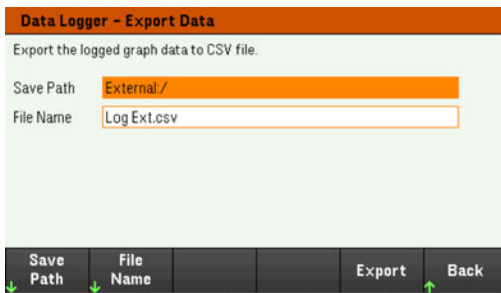 Data Logger - Export Data
Export the logged graph data to CSV file.
Save Path External:/
File Name Log Ext.csv
Save Path
File Name
Export
Back